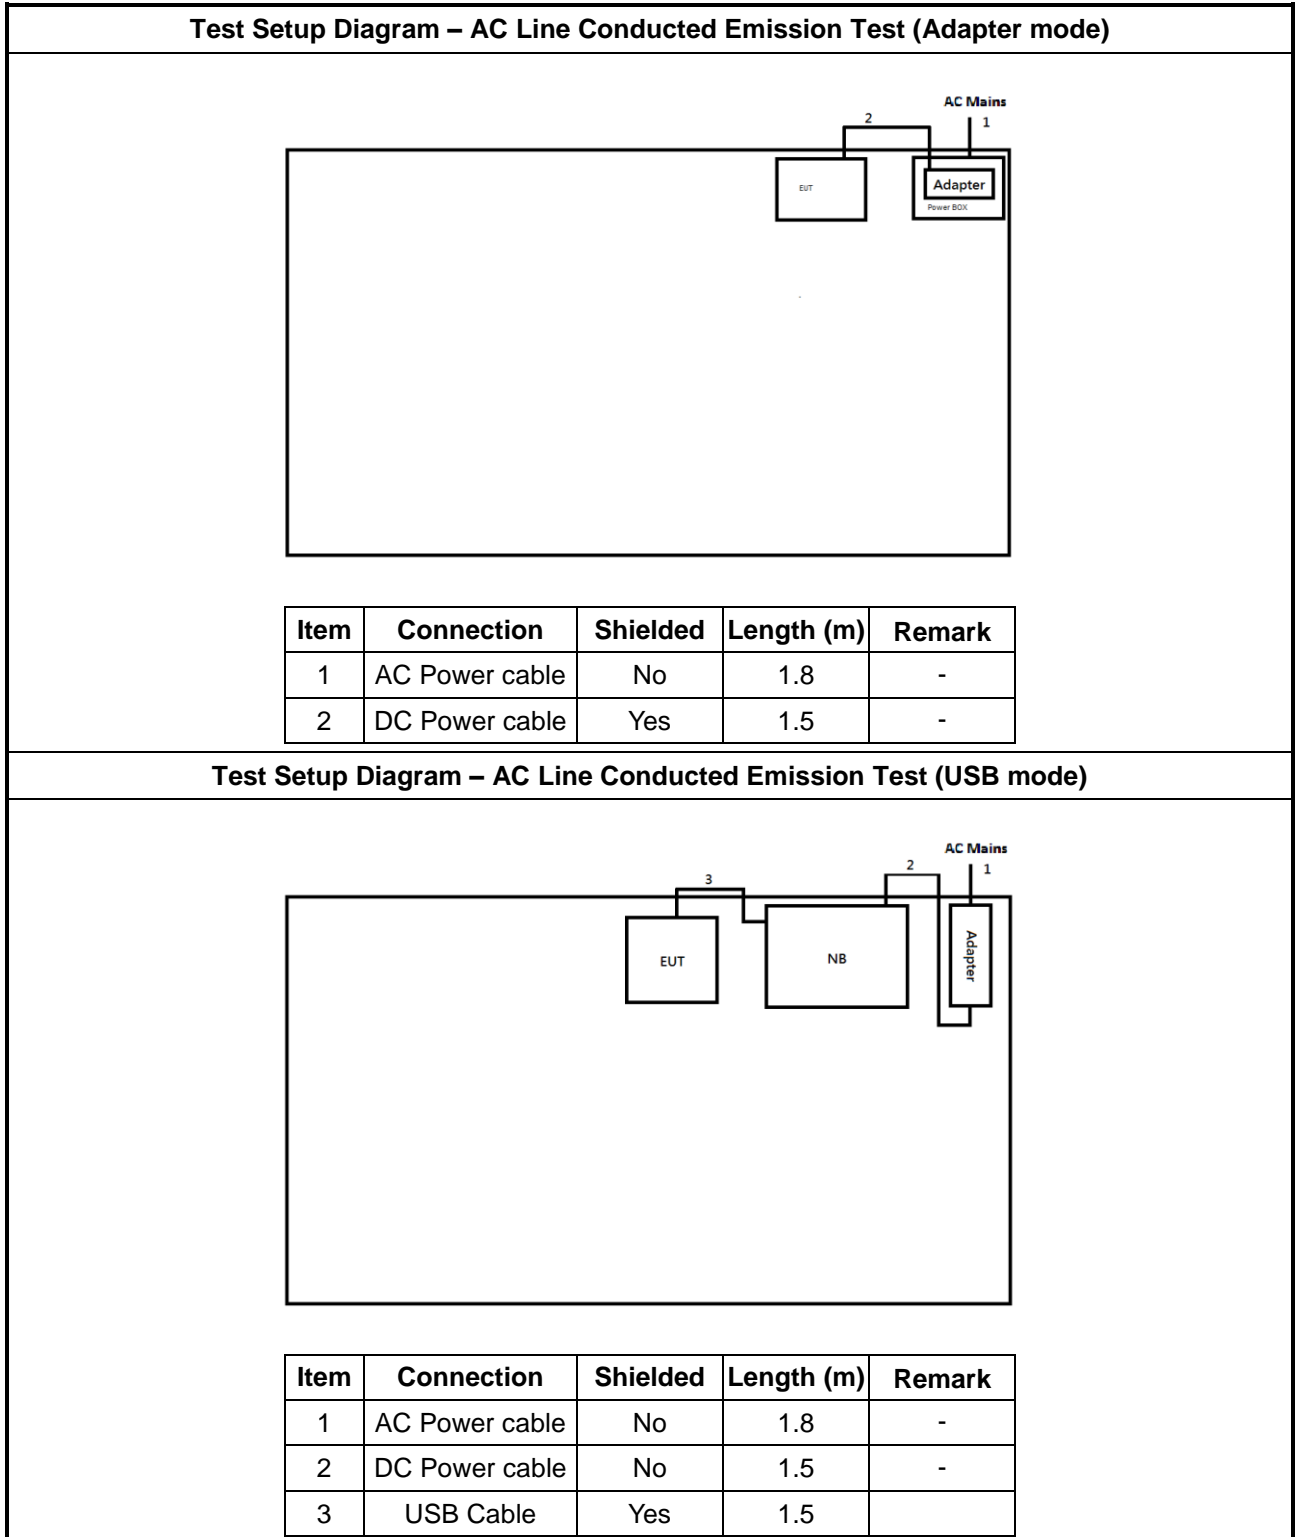 Test Setup Diagram – AC Line Conducted Emission Test (Adapter mode)
AC Mains
2
1
EUT
Adapter
Power BOX
Item Connection Shielded Length (m) Remark
1 AC Power cable No 1.8 -
2 DC Power cable Yes 1.5 -
Test Setup Diagram – AC Line Conducted Emission Test (USB mode)
AC Mains
3
2
1
EUT
NB
Adapter
Item Connection Shielded Length (m) Remark
1 AC Power cable No 1.8 -
2 DC Power cable No 1.5 -
3 USB Cable Yes 1.5